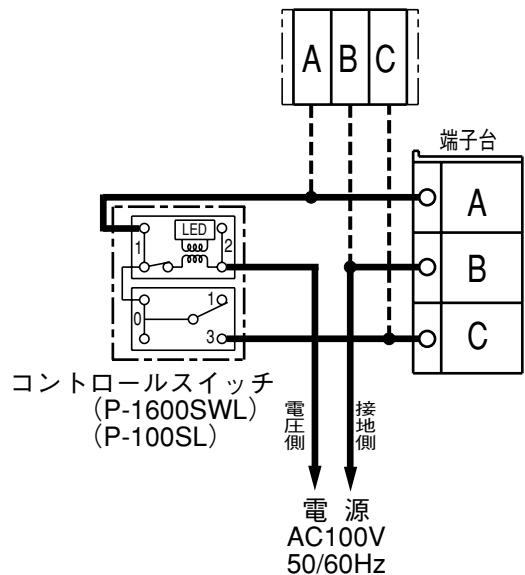 A B C
端子台
A
B
C
LED
1 2
0 1
3
コントロールスイッチ
（P-1600SWL）
（P-100SL）
電圧側
接地側
電 源
AC100V
50/60Hz